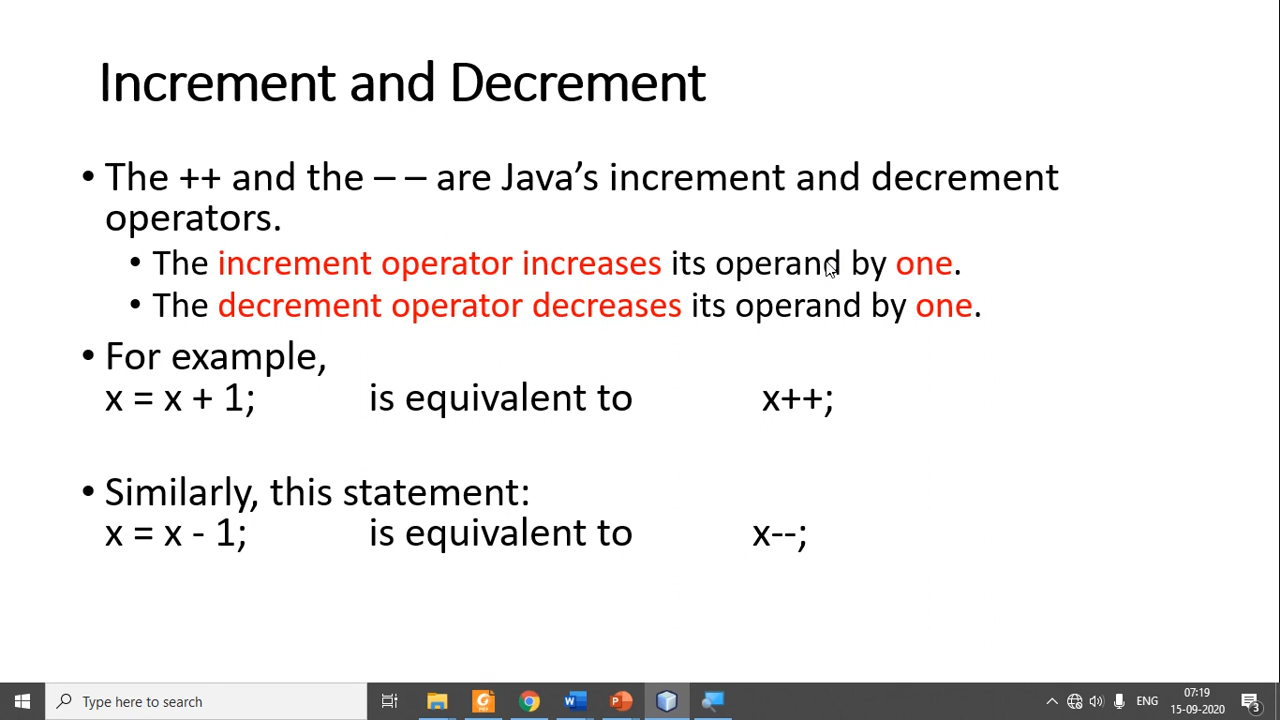 Increment and Decrement
• The ++ and the – – are Java’s increment and decrement
operators.
• The increment operator increases its operand by one.
• The decrement operator decreases its operand by one.
• For example,
x = x + 1; is equivalent to x++;
• Similarly, this statement:
x = x - 1; is equivalent to x--;
Type here to search
ENG
07:19
15-09-2020
3